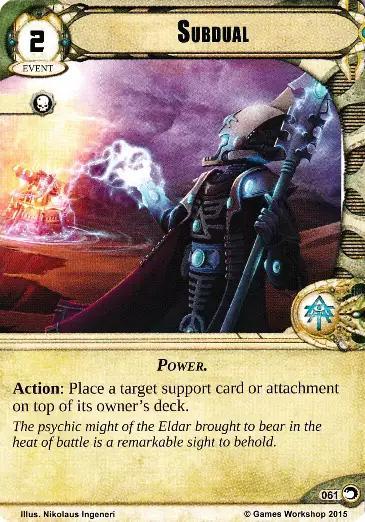 2
SUBDUAL
EVENT
POWER.
Action: Place a target support card or attachment
on top of its owner's deck.
The psychic might of the Eldar brought to bear in the
heat of battle is a remarkable sight to behold.
061
Illus. Nikolaus Ingeneri
© Games Workshop 2015